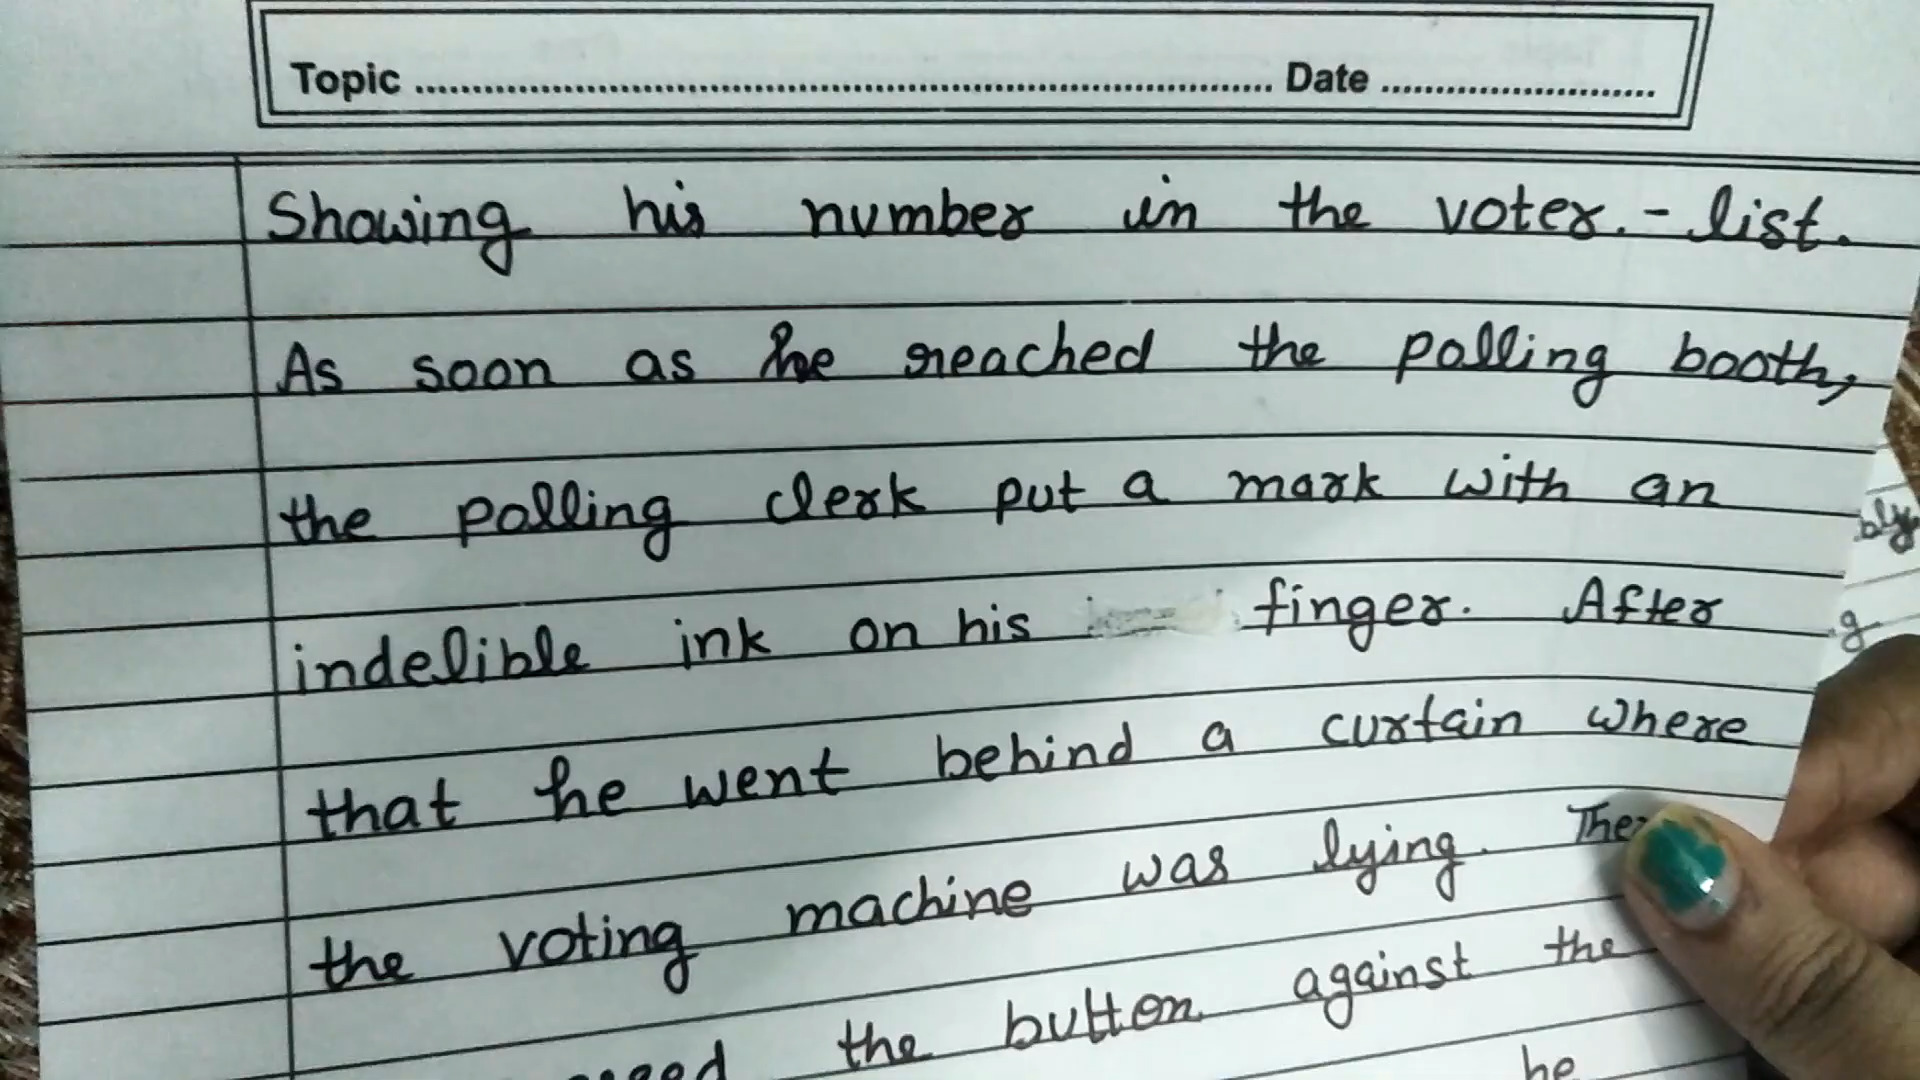 Topic ........ Date ........
Showing his number in the voter.-list.
As soon as he reached the polling booth,
the polling clerk put a mark with an
indelible ink on his finger. After
that he went behind a curtain where
the voting machine was lying.
the button against the
he